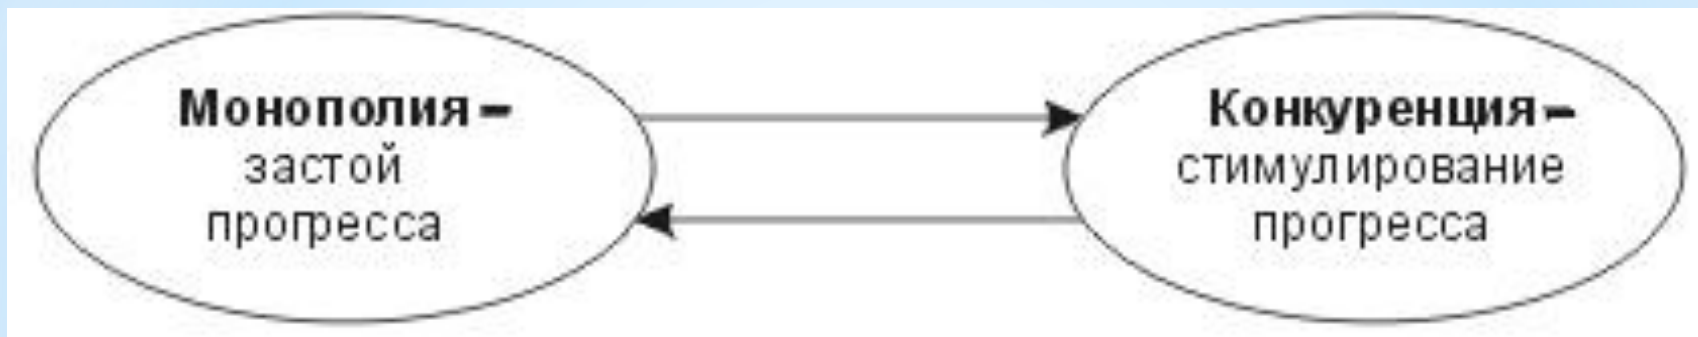 Монополия –
застой
прогресса
Конкуренция –
стимулирование
прогресса